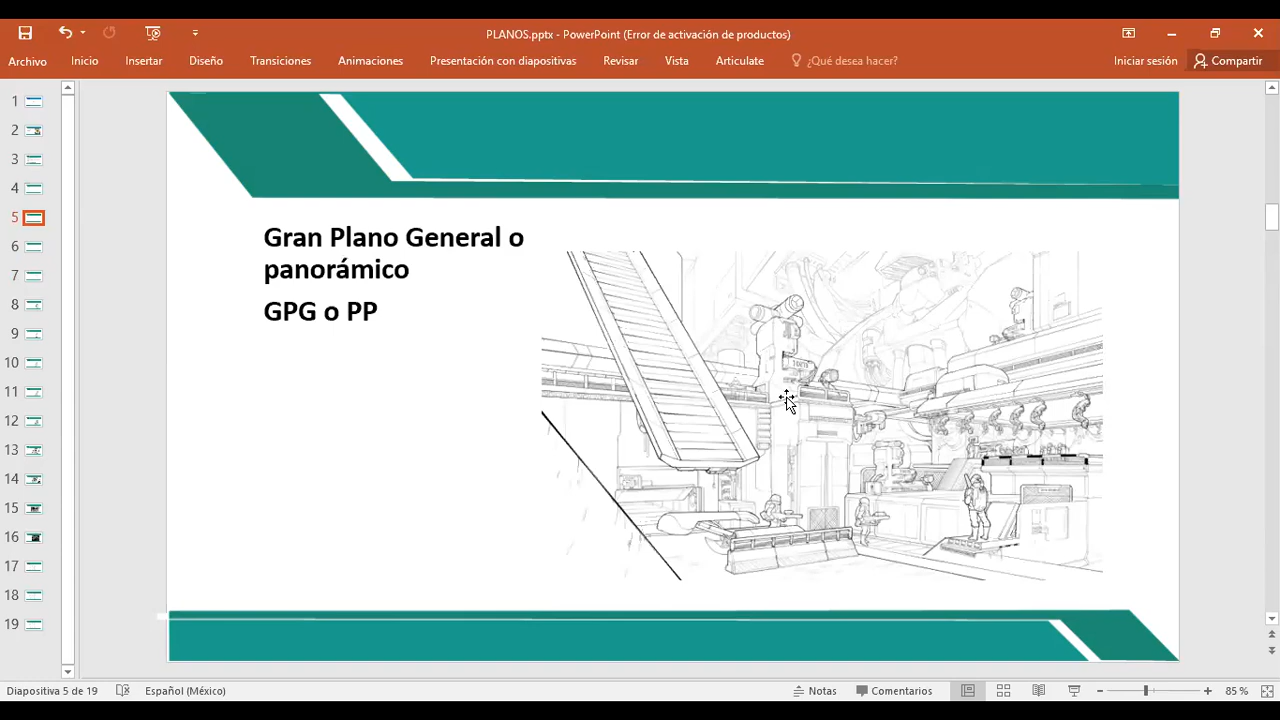 PLANOS.pptx - PowerPoint (Error de activación de productos)
Archivo
Inicio
Insertar
Diseño
Transiciones
Animaciones
Presentación con diapositivas
Revisar
Vista
Articulate
¿Qué desea hacer?
Iniciar sesión
Compartir
1
2
3
4
5
6
7
8
9
10
11
12
13
14
15
16
17
18
19
Gran Plano General o
panorámico
GPG o PP
Diapositiva 5 de 19
Español (México)
Notas
Comentarios
85 %